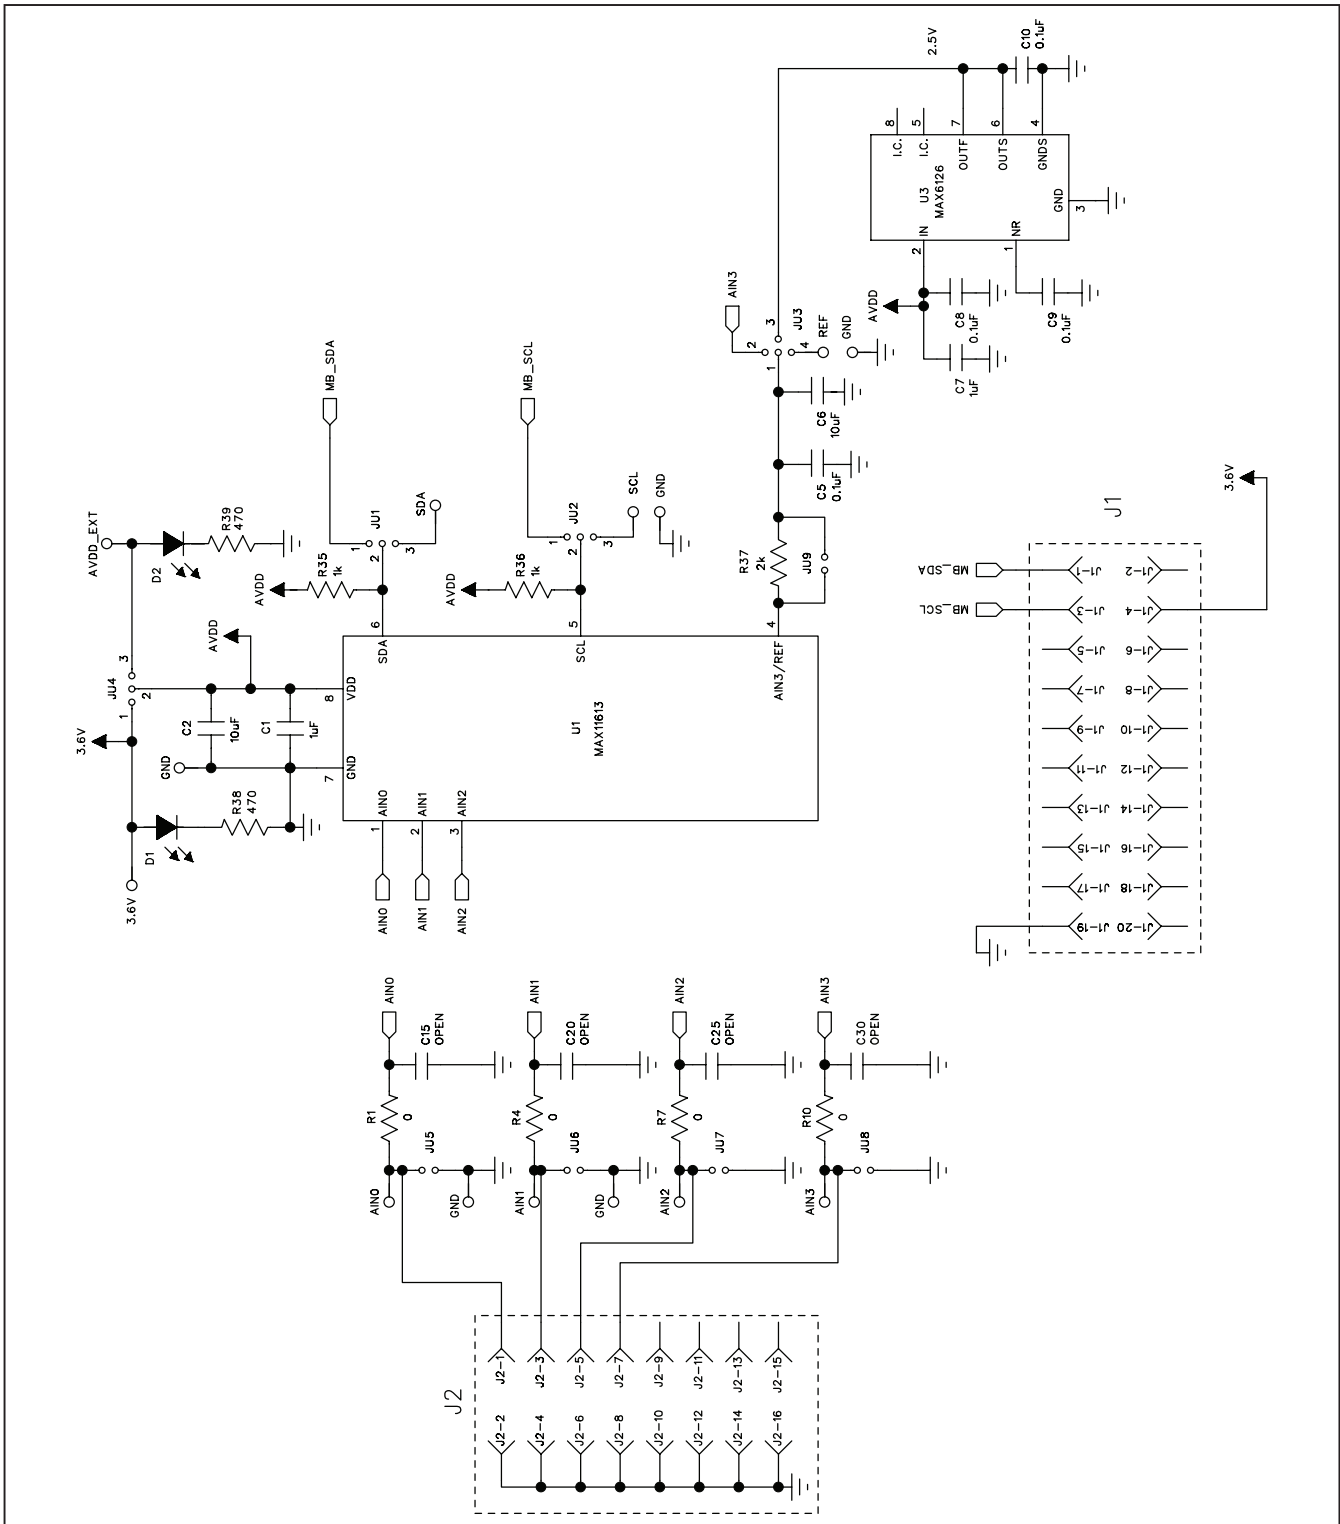 2.5V
C10
0.1uF
8
I.C.
5
I.C.
7
OUTF
6
OUTS
4
GNDS
U3
MAX6126
GND
3
IN
2
NR
1
AVDD
C8
0.1uF
C9
0.1uF
C7
1uF
AIN3
2
3
JU3
1
4
REF
GND
C6
10uF
C5
0.1uF
R37
2k
JU9
4
AIN3/REF
MB_SDA
1
JU1
2
3
SDA
AVDD
R35
1k
6
SDA
MB_SCL
1
JU2
2
3
SCL
GND
AVDD
R36
1k
5
SCL
AVDD_EXT
D2
R39
470
AVDD
3
JU4
2
1
3.6V
C2
10uF
C1
1uF
8
VDD
GND
7
GND
U1
MAX11613
R38
470
D1
3.6V
1
AIN0
2
AIN1
3
AIN2
AIN0
AIN1
AIN2
3.6V
J1
MB_SDA
MB_SCL
J1-1
J1-2
J1-3
J1-4
J1-5
J1-6
J1-7
J1-8
J1-9
J1-10
J1-11
J1-12
J1-13
J1-14
J1-15
J1-16
J1-17
J1-18
J1-19
J1-20
AIN0
C15
OPEN
R1
0
JU5
AIN0
GND
AIN1
C20
OPEN
R4
0
JU6
AIN1
GND
AIN2
C25
OPEN
R7
0
JU7
AIN2
AIN3
C30
OPEN
R10
0
JU8
AIN3
J2
J2-1
J2-2
J2-3
J2-4
J2-5
J2-6
J2-7
J2-8
J2-9
J2-10
J2-11
J2-12
J2-13
J2-14
J2-15
J2-16